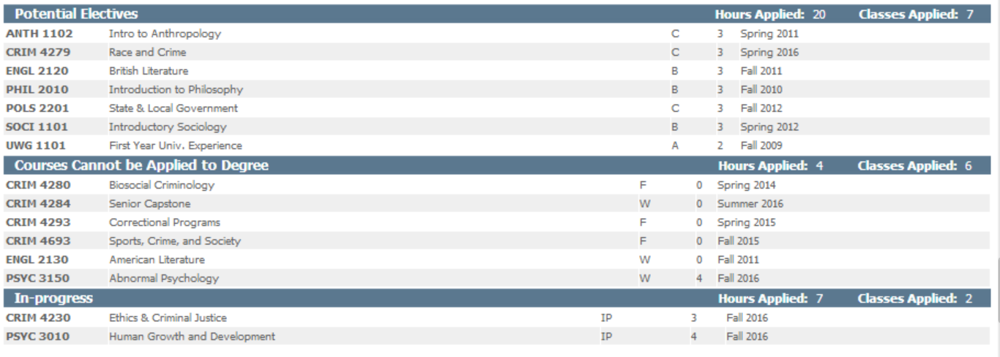 Potential Electives Hours Applied: 20 Classes Applied: 7
ANTH 1102 Intro to Anthropology C 3 Spring 2011
CRIM 4279 Race and Crime C 3 Spring 2016
ENGL 2120 British Literature B 3 Fall 2011
PHIL 2010 Introduction to Philosophy B 3 Fall 2010
POLS 2201 State & Local Government C 3 Fall 2012
SOCI 1101 Introductory Sociology B 3 Spring 2012
UWG 1101 First Year Univ. Experience A 2 Fall 2009
Courses Cannot be Applied to Degree Hours Applied: 4 Classes Applied: 6
CRIM 4280 Biosocial Criminology F 0 Spring 2014
CRIM 4284 Senior Capstone W 0 Summer 2016
CRIM 4293 Correctional Programs F 0 Spring 2015
CRIM 4693 Sports, Crime, and Society F 0 Fall 2015
ENGL 2130 American Literature W 0 Fall 2011
PSYC 3150 Abnormal Psychology W 4 Fall 2016
In-progress Hours Applied: 7 Classes Applied: 2
CRIM 4230 Ethics & Criminal Justice IP 3 Fall 2016
PSYC 3010 Human Growth and Development IP 4 Fall 2016